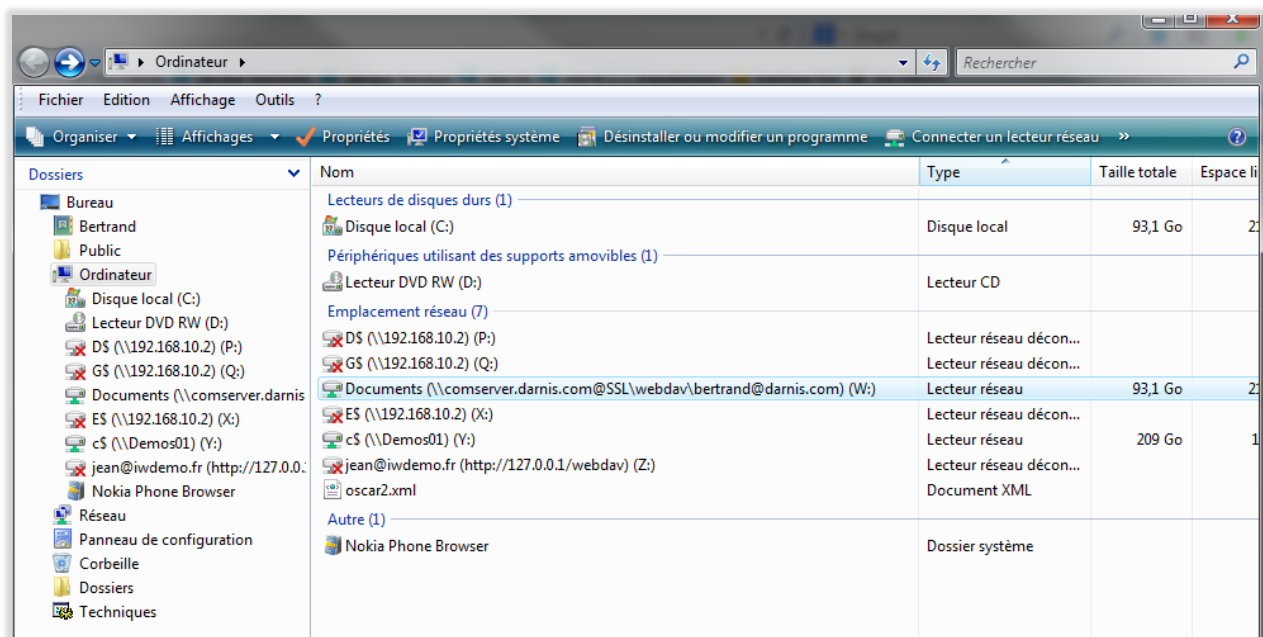 Ordinateur
Rechercher
Fichier Edition Affichage Outils ?
Organiser Affichages Propriétés Propriétés système Désinstaller ou modifier un programme Connecter un lecteur réseau »
Dossiers
Bureau
Bertrand
Public
Ordinateur
Disque local (C:)
Lecteur DVD RW (D:)
D$ (\\192.168.10.2) (P:)
G$ (\\192.168.10.2) (Q:)
Documents (\\comserver.darnis
E$ (\\192.168.10.2) (X:)
c$ (\\Demos01) (Y:)
jean@iwdemo.fr (http://127.0.0.
Nokia Phone Browser
Réseau
Panneau de configuration
Corbeille
Dossiers
Techniques
Nom Type Taille totale Espace li
Lecteurs de disques durs (1)
Disque local (C:) Disque local 93,1 Go 2
Périphériques utilisant des supports amovibles (1)
Lecteur DVD RW (D:) Lecteur CD
Emplacement réseau (7)
D$ (\\192.168.10.2) (P:) Lecteur réseau décon...
G$ (\\192.168.10.2) (Q:) Lecteur réseau décon...
Documents (\\comserver.darnis.com@SSL\webdav\bertrand@darnis.com) (W:) Lecteur réseau 93,1 Go 2
E$ (\\192.168.10.2) (X:) Lecteur réseau décon...
c$ (\\Demos01) (Y:) Lecteur réseau 209 Go 1
jean@iwdemo.fr (http://127.0.0.1/webdav) (Z:) Lecteur réseau décon...
oscar2.xml Document XML
Autre (1)
Nokia Phone Browser Dossier système